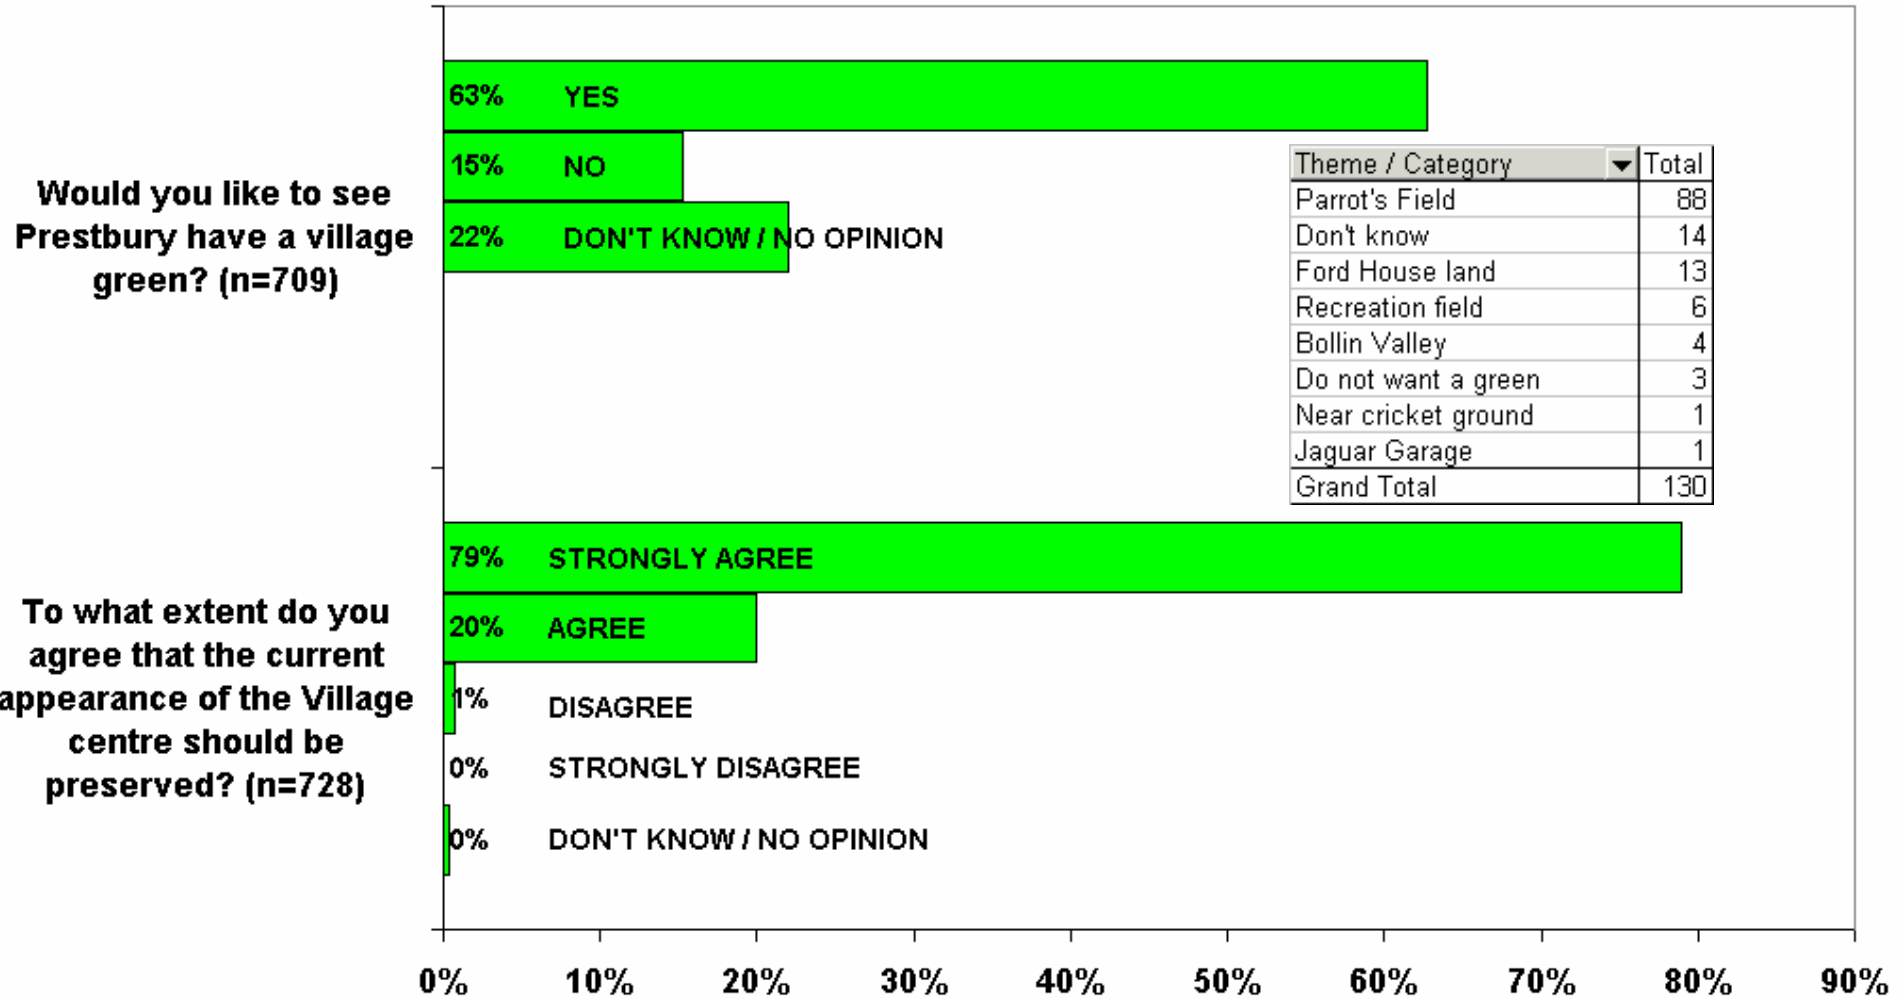 Would you like to see
Prestbury have a village
green? (n=709)
63% YES
15% NO
22% DON'T KNOW / NO OPINION
Theme / Category Total
Parrot's Field 88
Don't know 14
Ford House land 13
Recreation field 6
Bollin Valley 4
Do not want a green 3
Near cricket ground 1
Jaguar Garage 1
Grand Total 130
To what extent do you
agree that the current
appearance of the Village
centre should be
preserved? (n=728)
79% STRONGLY AGREE
20% AGREE
1% DISAGREE
0% STRONGLY DISAGREE
0% DON'T KNOW / NO OPINION
0% 10% 20% 30% 40% 50% 60% 70% 80% 90%